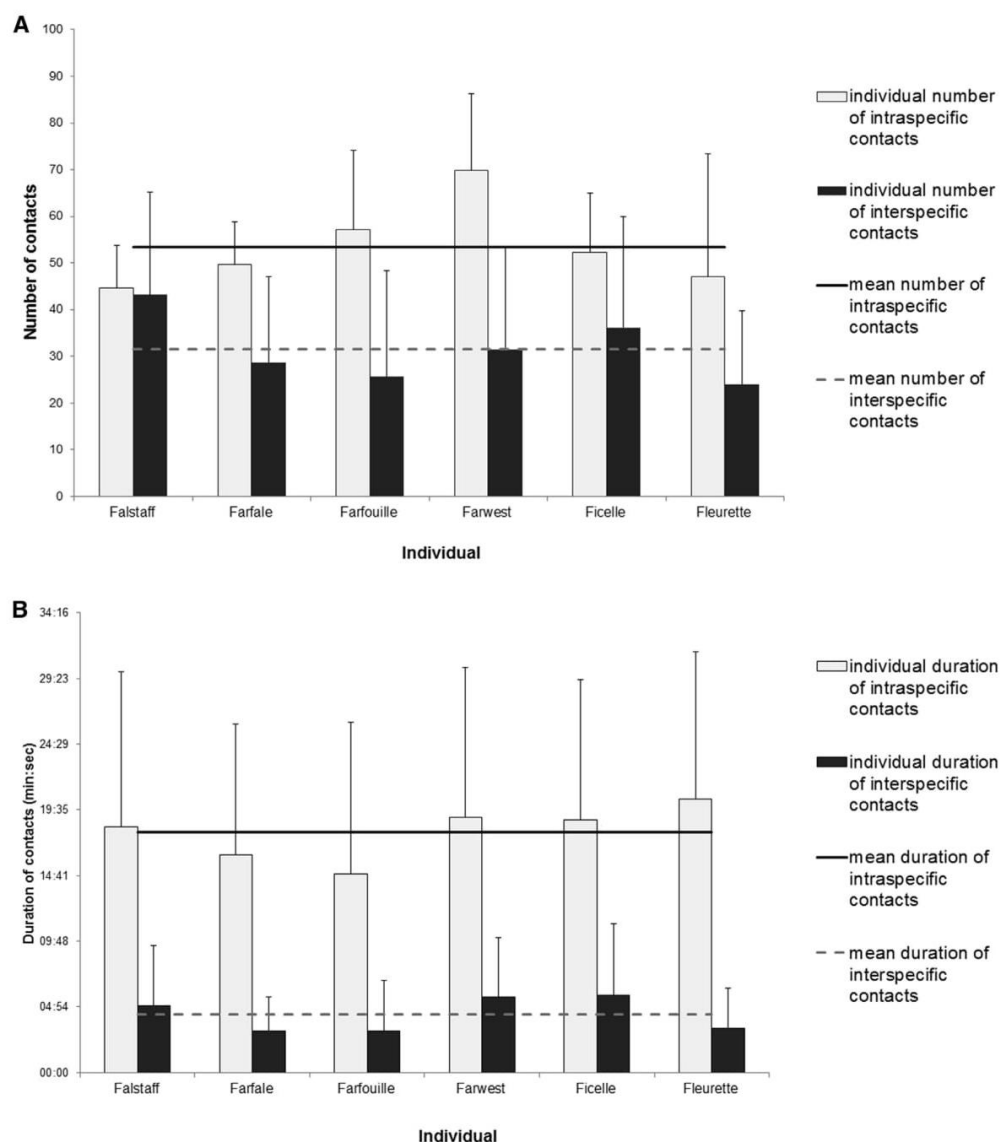 A
100
90
80
70
60
50
40
30
20
10
0
Number of contacts
Falstaff
Farfale
Farfouille
Farwest
Ficelle
Fleurette
Individual
individual number
of intraspecific
contacts
individual number
of interspecific
contacts
mean number of
intraspecific
contacts
mean number of
interspecific
contacts
B
34:16
29:23
24:29
19:35
14:41
09:48
04:54
00:00
Duration of contacts (min:sec)
Falstaff
Farfale
Farfouille
Farwest
Ficelle
Fleurette
Individual
individual duration
of intraspecific
contacts
individual duration
of interspecific
contacts
mean duration of
intraspecific
contacts
mean duration of
interspecific
contacts